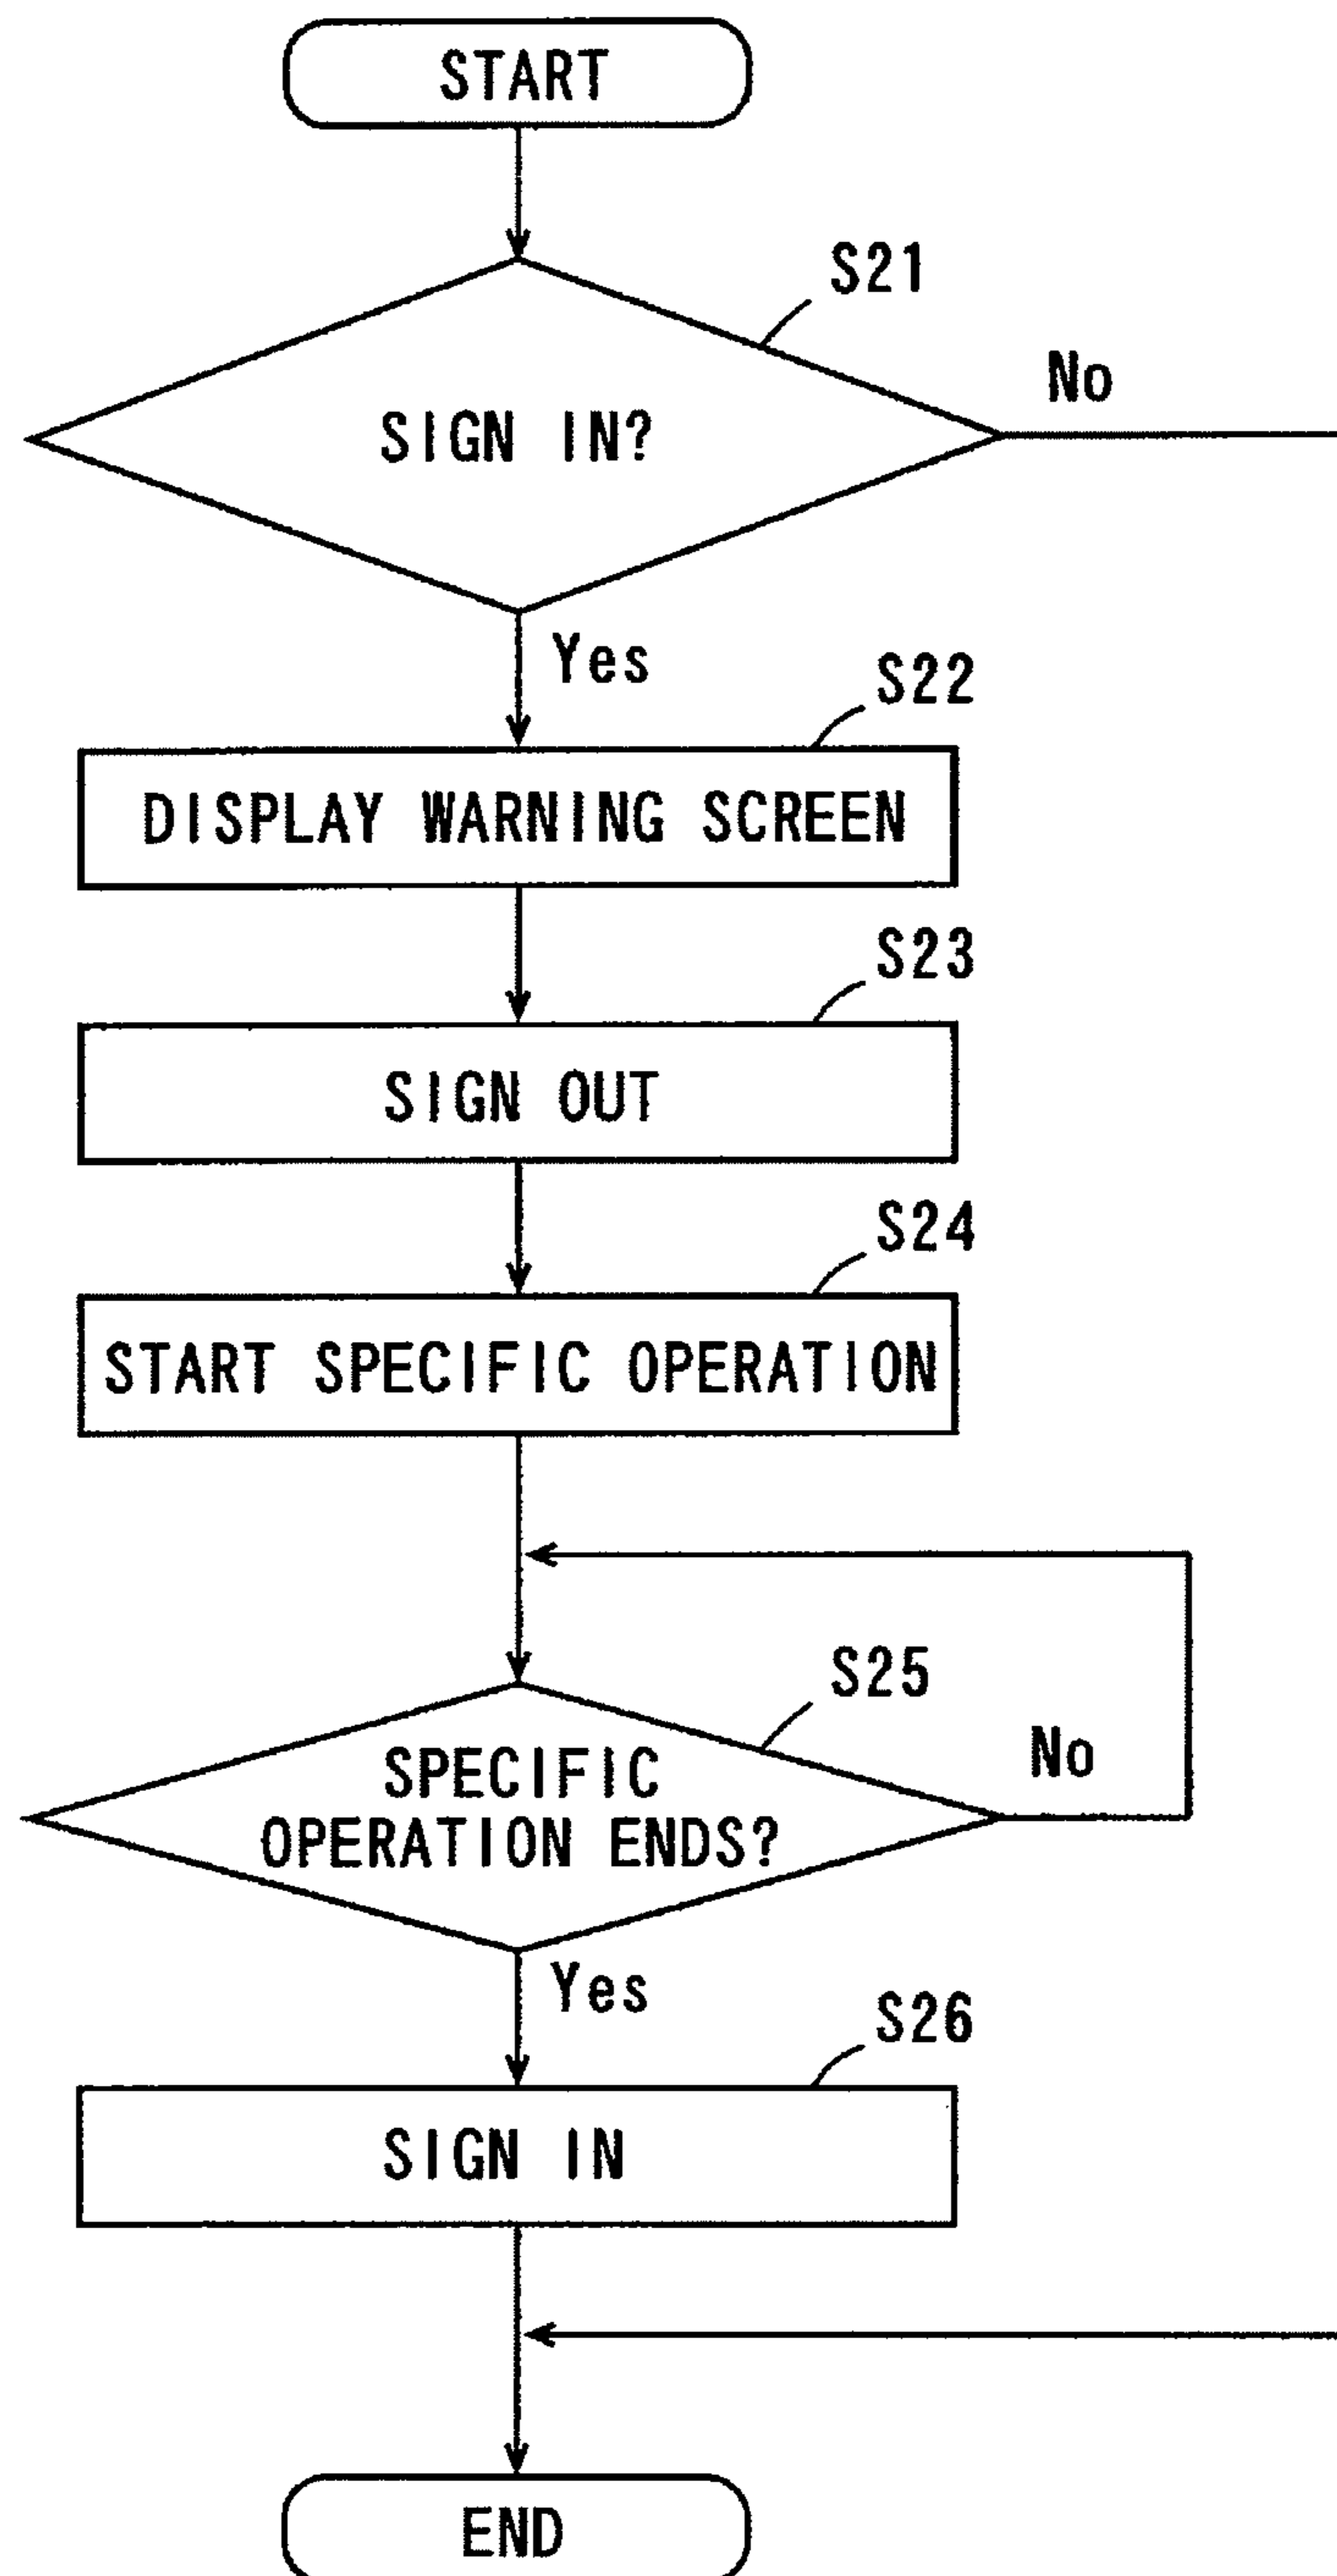 START
S21
SIGN IN?
No
Yes
S22
DISPLAY WARNING SCREEN
S23
SIGN OUT
S24
START SPECIFIC OPERATION
S25
SPECIFIC
OPERATION ENDS?
No
Yes
S26
SIGN IN
END